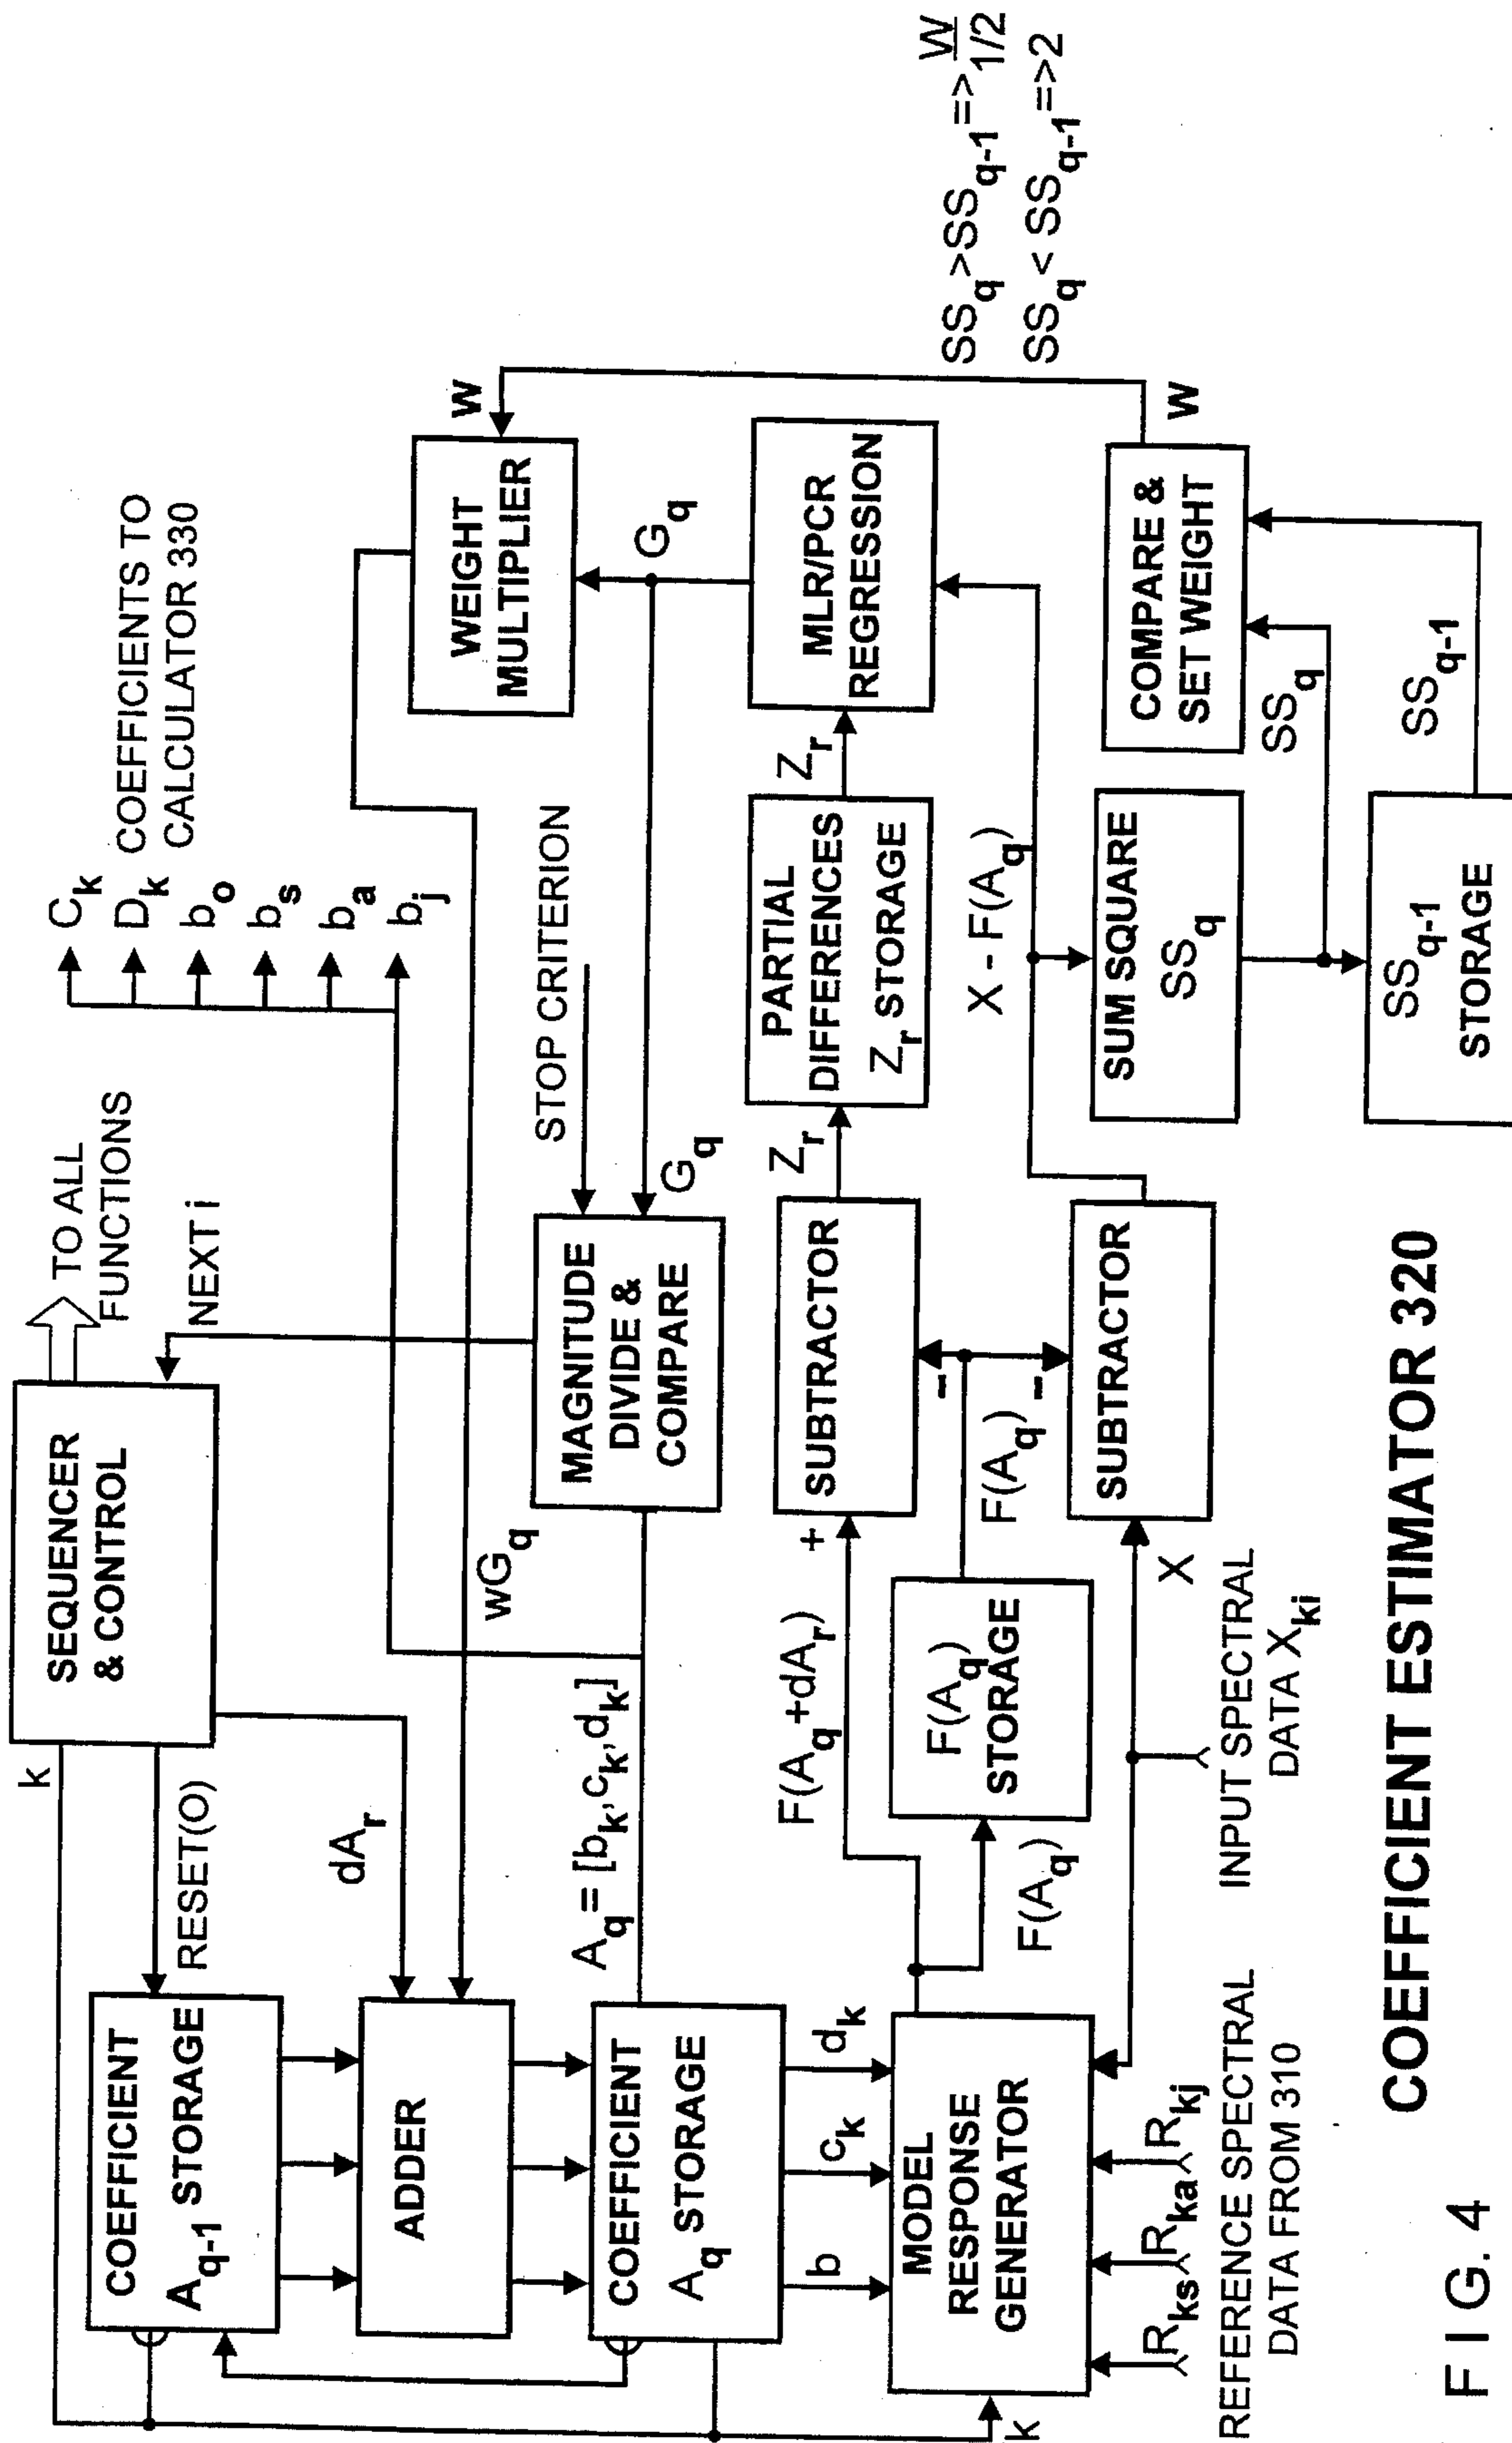 SEQUENCER
& CONTROL
TO ALL
FUNCTIONS
NEXT i
k
RESET(O)
dA_r
COEFFICIENT
A_q-1 STORAGE
ADDER
wG_q
COEFFICIENT
A_q STORAGE
A_q = [b_k, c_k, d_k]
C_k
D_k
b_o
b_s
b_a
b_j
COEFFICIENTS TO
CALCULATOR 330
STOP CRITERION
MAGNITUDE
DIVIDE &
COMPARE
G_q
WEIGHT
MULTIPLIER
W
G_q
b
c_k
d_k
MODEL
RESPONSE
GENERATOR
k
R_ks
R_ka
R_kj
REFERENCE SPECTRAL
DATA FROM 310
F(A_q+dA_r)
+
F(A_q)
F(A_q)
STORAGE
SUBTRACTOR
–
F(A_q)
–
SUBTRACTOR
X
INPUT SPECTRAL
DATA X_ki
Z_r
PARTIAL
DIFFERENCES
Z_r STORAGE
Z_r
MLR/PCR
REGRESSION
X - F(A_q)
SUM SQUARE
SS_q
SS_q
COMPARE &
SET WEIGHT
W
SS_q-1
STORAGE
SS_q-1
W
SS_q >SS_q-1 =>1/2
SS_q < SS_q-1 =>2
FIG. 4
COEFFICIENT ESTIMATOR 320